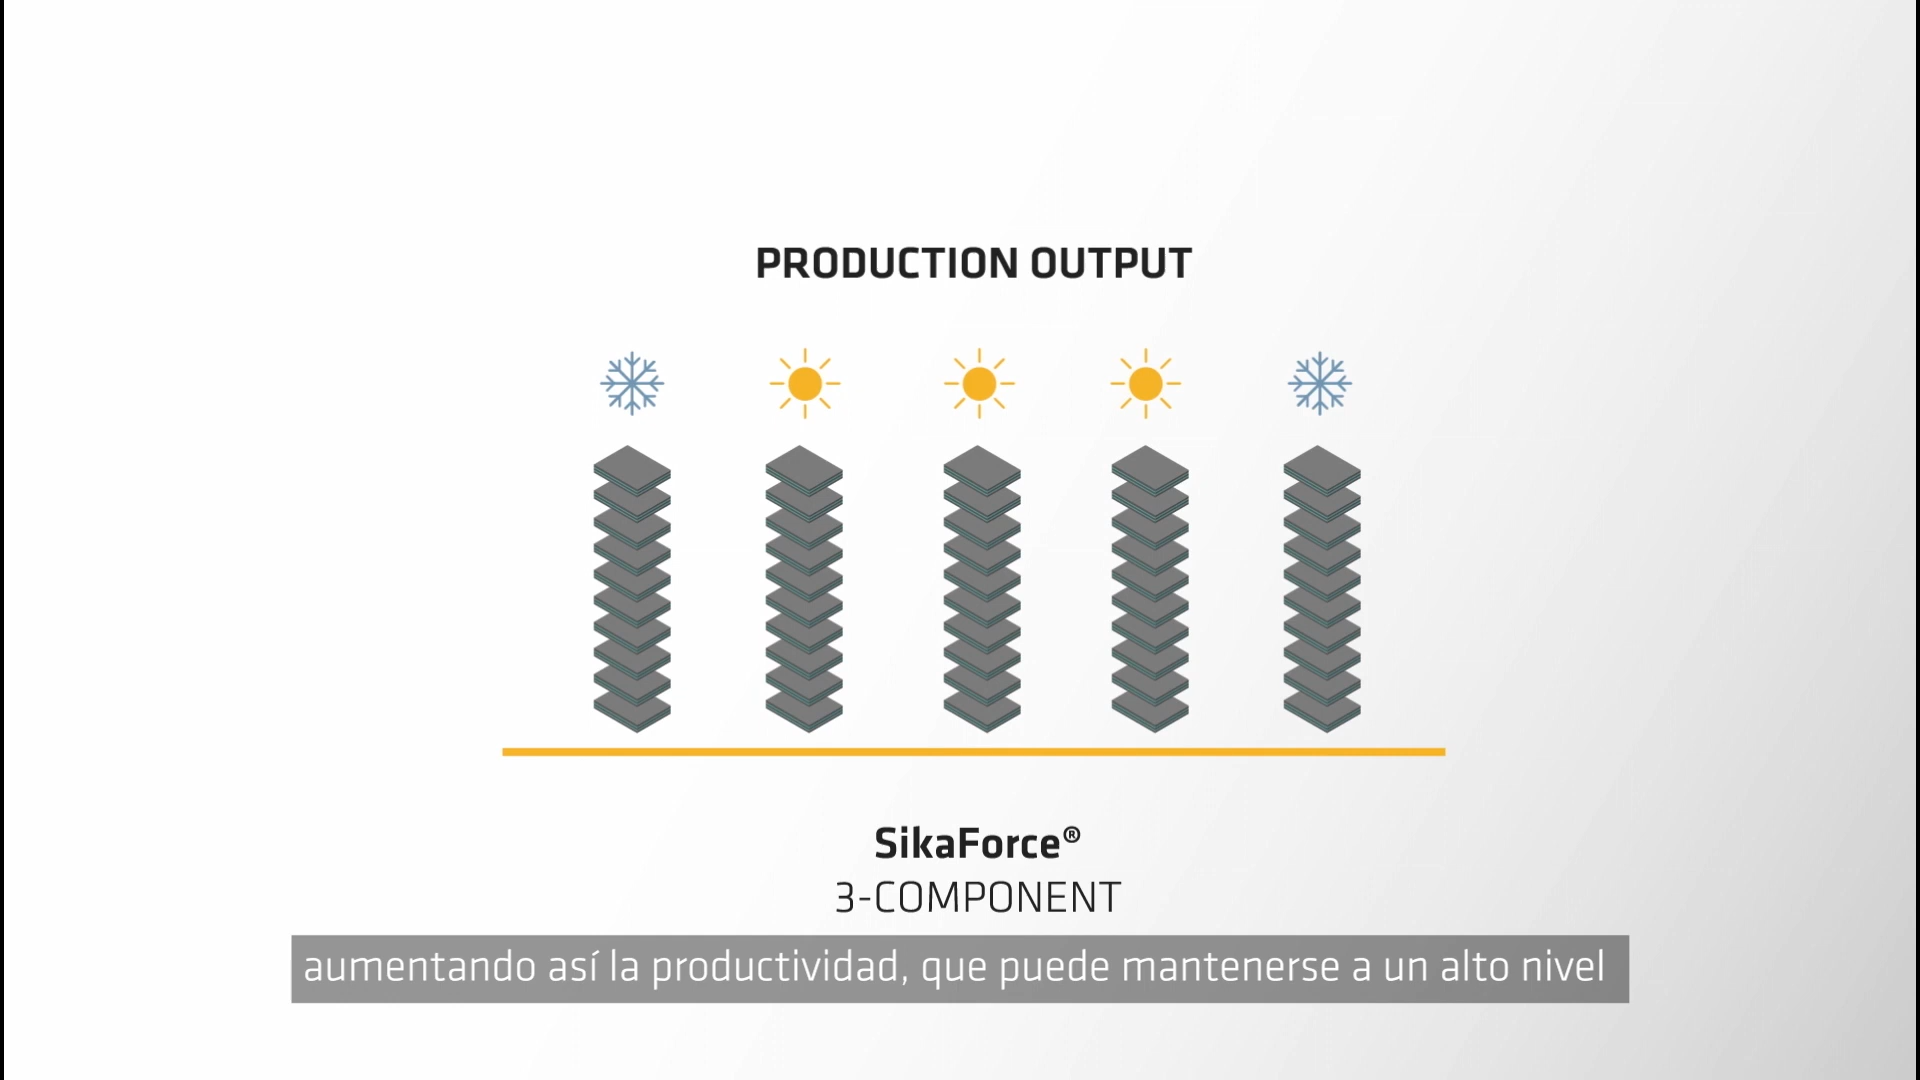 PRODUCTION OUTPUT
SikaForce®
3-COMPONENT
aumentando así la productividad, que puede mantenerse a un alto nivel